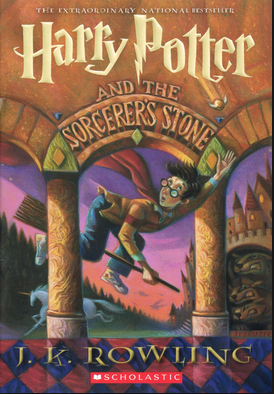 THE EXTRAORDINARY NATIONAL BESTSELLER
Harry Potter
AND THE
SORCERER'S STONE
J. K. ROWLING
SCHOLASTIC